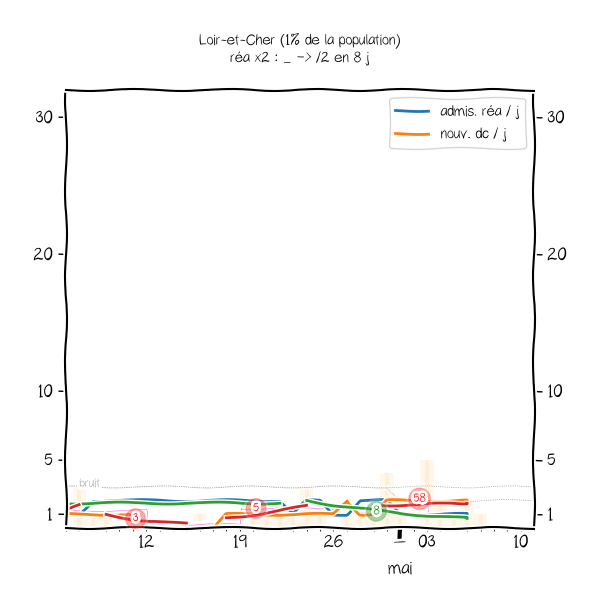 Loir-et-Cher (1% de la population)
réa x2 : _ -> /2 en 8 j
admis. réa / j
nouv. dc / j
30 30
20 20
10 10
5 5
bruit
58
5
8
3
1 1
12 19 26 03 10
mai